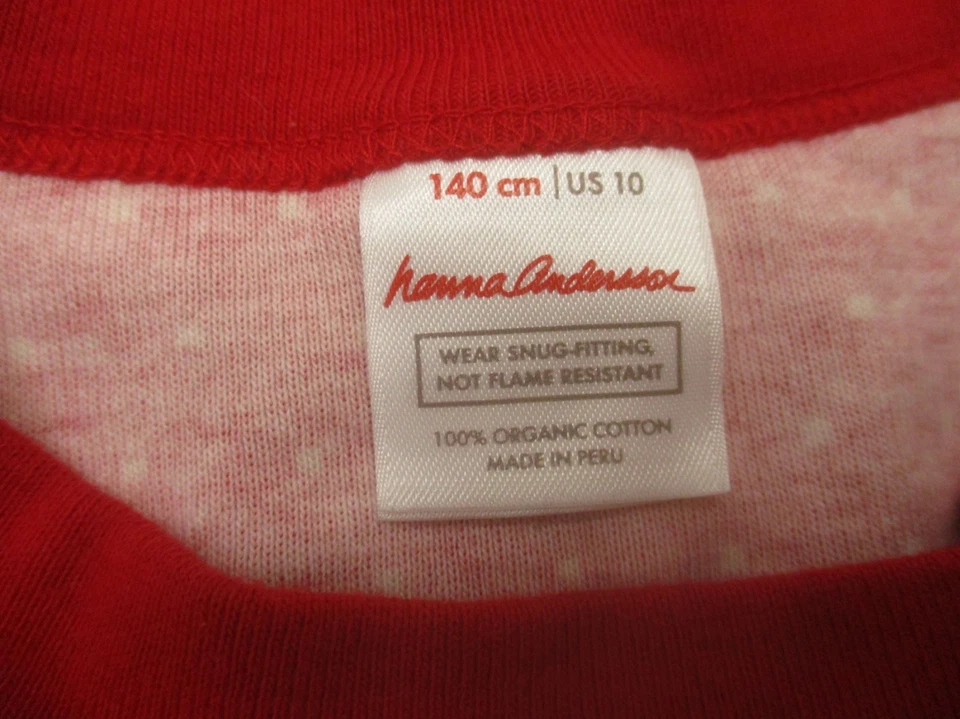 140 cm | US 10
hanna Andersson
WEAR SNUG-FITTING,
NOT FLAME RESISTANT
100% ORGANIC COTTON
MADE IN PERU